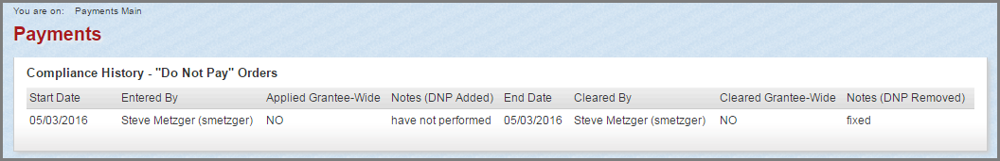 You are on: Payments Main
Payments
Compliance History - "Do Not Pay" Orders
Start Date Entered By Applied Grantee-Wide Notes (DNP Added) End Date Cleared By Cleared Grantee-Wide Notes (DNP Removed)
05/03/2016 Steve Metzger (smetzger) NO have not performed 05/03/2016 Steve Metzger (smetzger) NO fixed